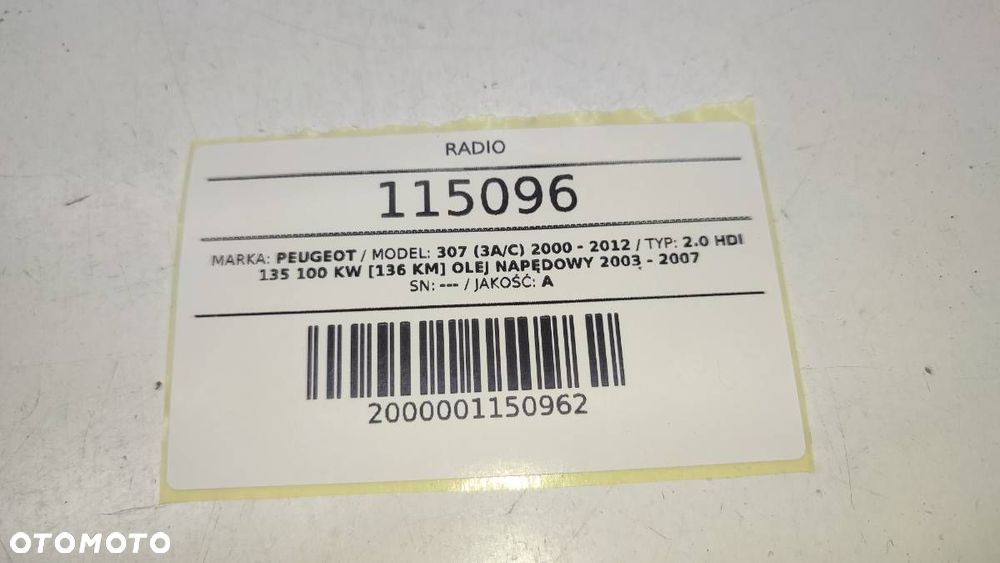 RADIO
115096
MARKA: PEUGEOT / MODEL: 307 (3A/C) 2000 - 2012 / TYP: 2.0 HDI
135 100 KW [136 KM] OLEJ NAPĘDOWY 2003 - 2007
SN: --- / JAKOŚĆ: A
2000001150962
OTOMOTO